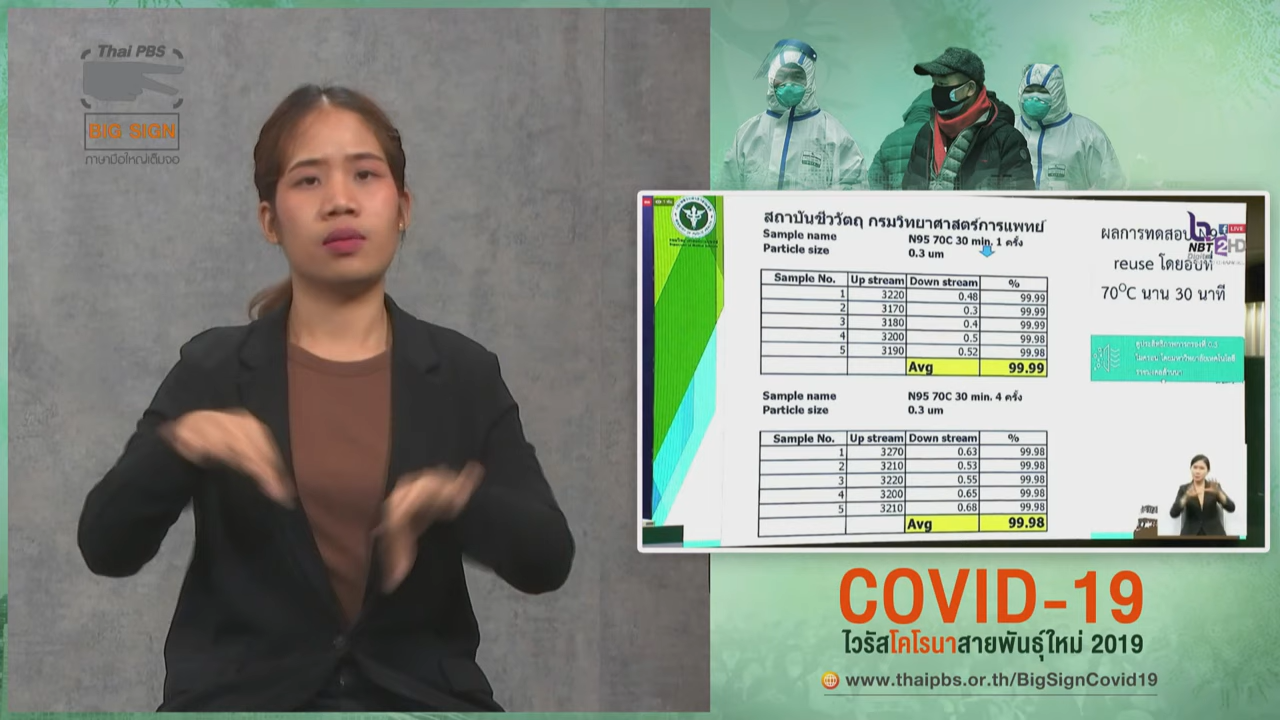 Thai PBS
BIG SIGN
ภาษามือใหญ่เต็มจอ
สถาบันชีววัตถุ กรมวิทยาศาสตร์การแพทย์
Sample name N95 70C 30 min. 1 ครั้ง
Particle size 0.3 um
Sample No. Up stream Down stream %
1 3220 0.48 99.99
2 3170 0.3 99.99
3 3180 0.4 99.99
4 3200 0.5 99.98
5 3190 0.52 99.98
Avg 99.99
Sample name N95 70C 30 min. 4 ครั้ง
Particle size 0.3 um
Sample No. Up stream Down stream %
1 3270 0.63 99.98
2 3210 0.53 99.98
3 3220 0.55 99.98
4 3200 0.65 99.98
5 3210 0.68 99.98
Avg 99.98
ผลการทดสอบ
reuse โดยอบที่
70°C นาน 30 นาที
NBT 2HD
Digital
LIVE
COVID-19
ไวรัสโคโรนาสายพันธุ์ใหม่ 2019
www.thaipbs.or.th/BigSignCovid19